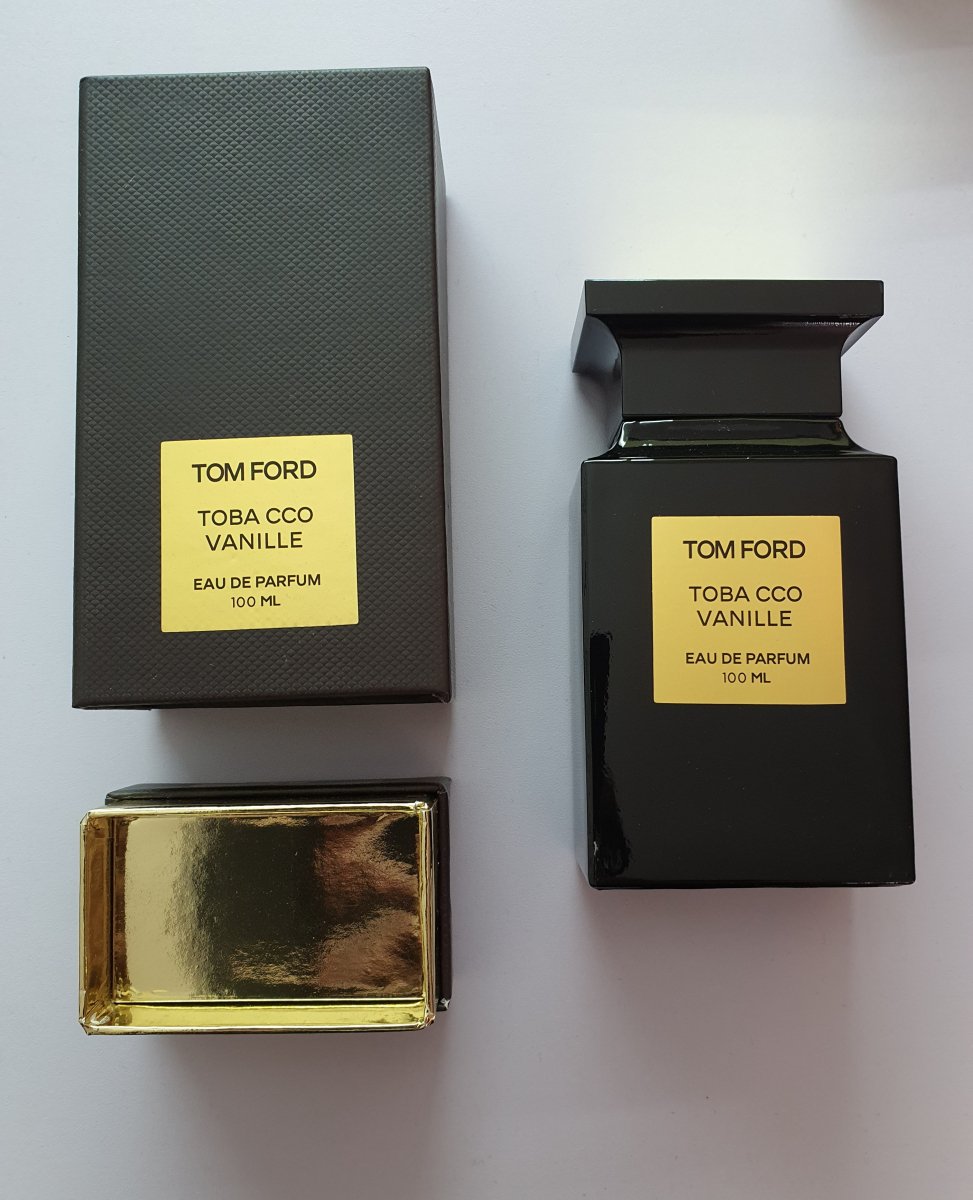 TOM FORD
TOBA CCO
VANILLE
EAU DE PARFUM
100 ML
TOM FORD
TOBA CCO
VANILLE
EAU DE PARFUM
100 ML